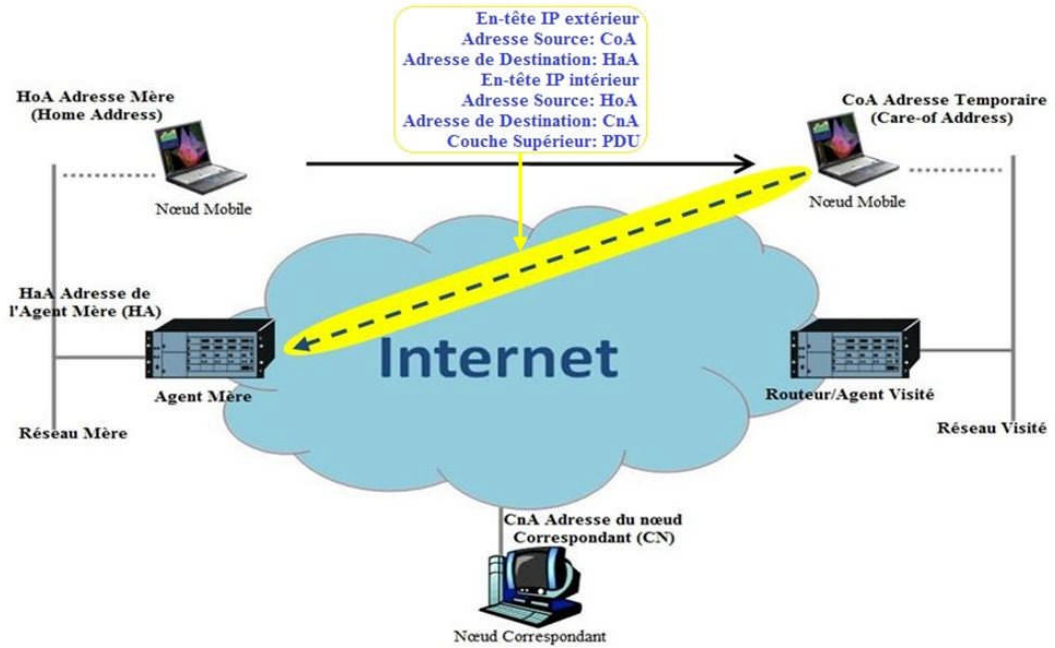 En-tête IP extérieur
Adresse Source: CoA
Adresse de Destination: HaA
En-tête IP intérieur
Adresse Source: HoA
Adresse de Destination: CnA
Couche Supérieur: PDU
HoA Adresse Mère
(Home Address)
CoA Adresse Temporaire
(Care-of Address)
Nœud Mobile
Nœud Mobile
HaA Adresse de
l'Agent Mère (HA)
Internet
Agent Mère
Routeur/Agent Visité
Réseau Mère
Réseau Visité
CnA Adresse du nœud
Correspondant (CN)
Nœud Correspondant